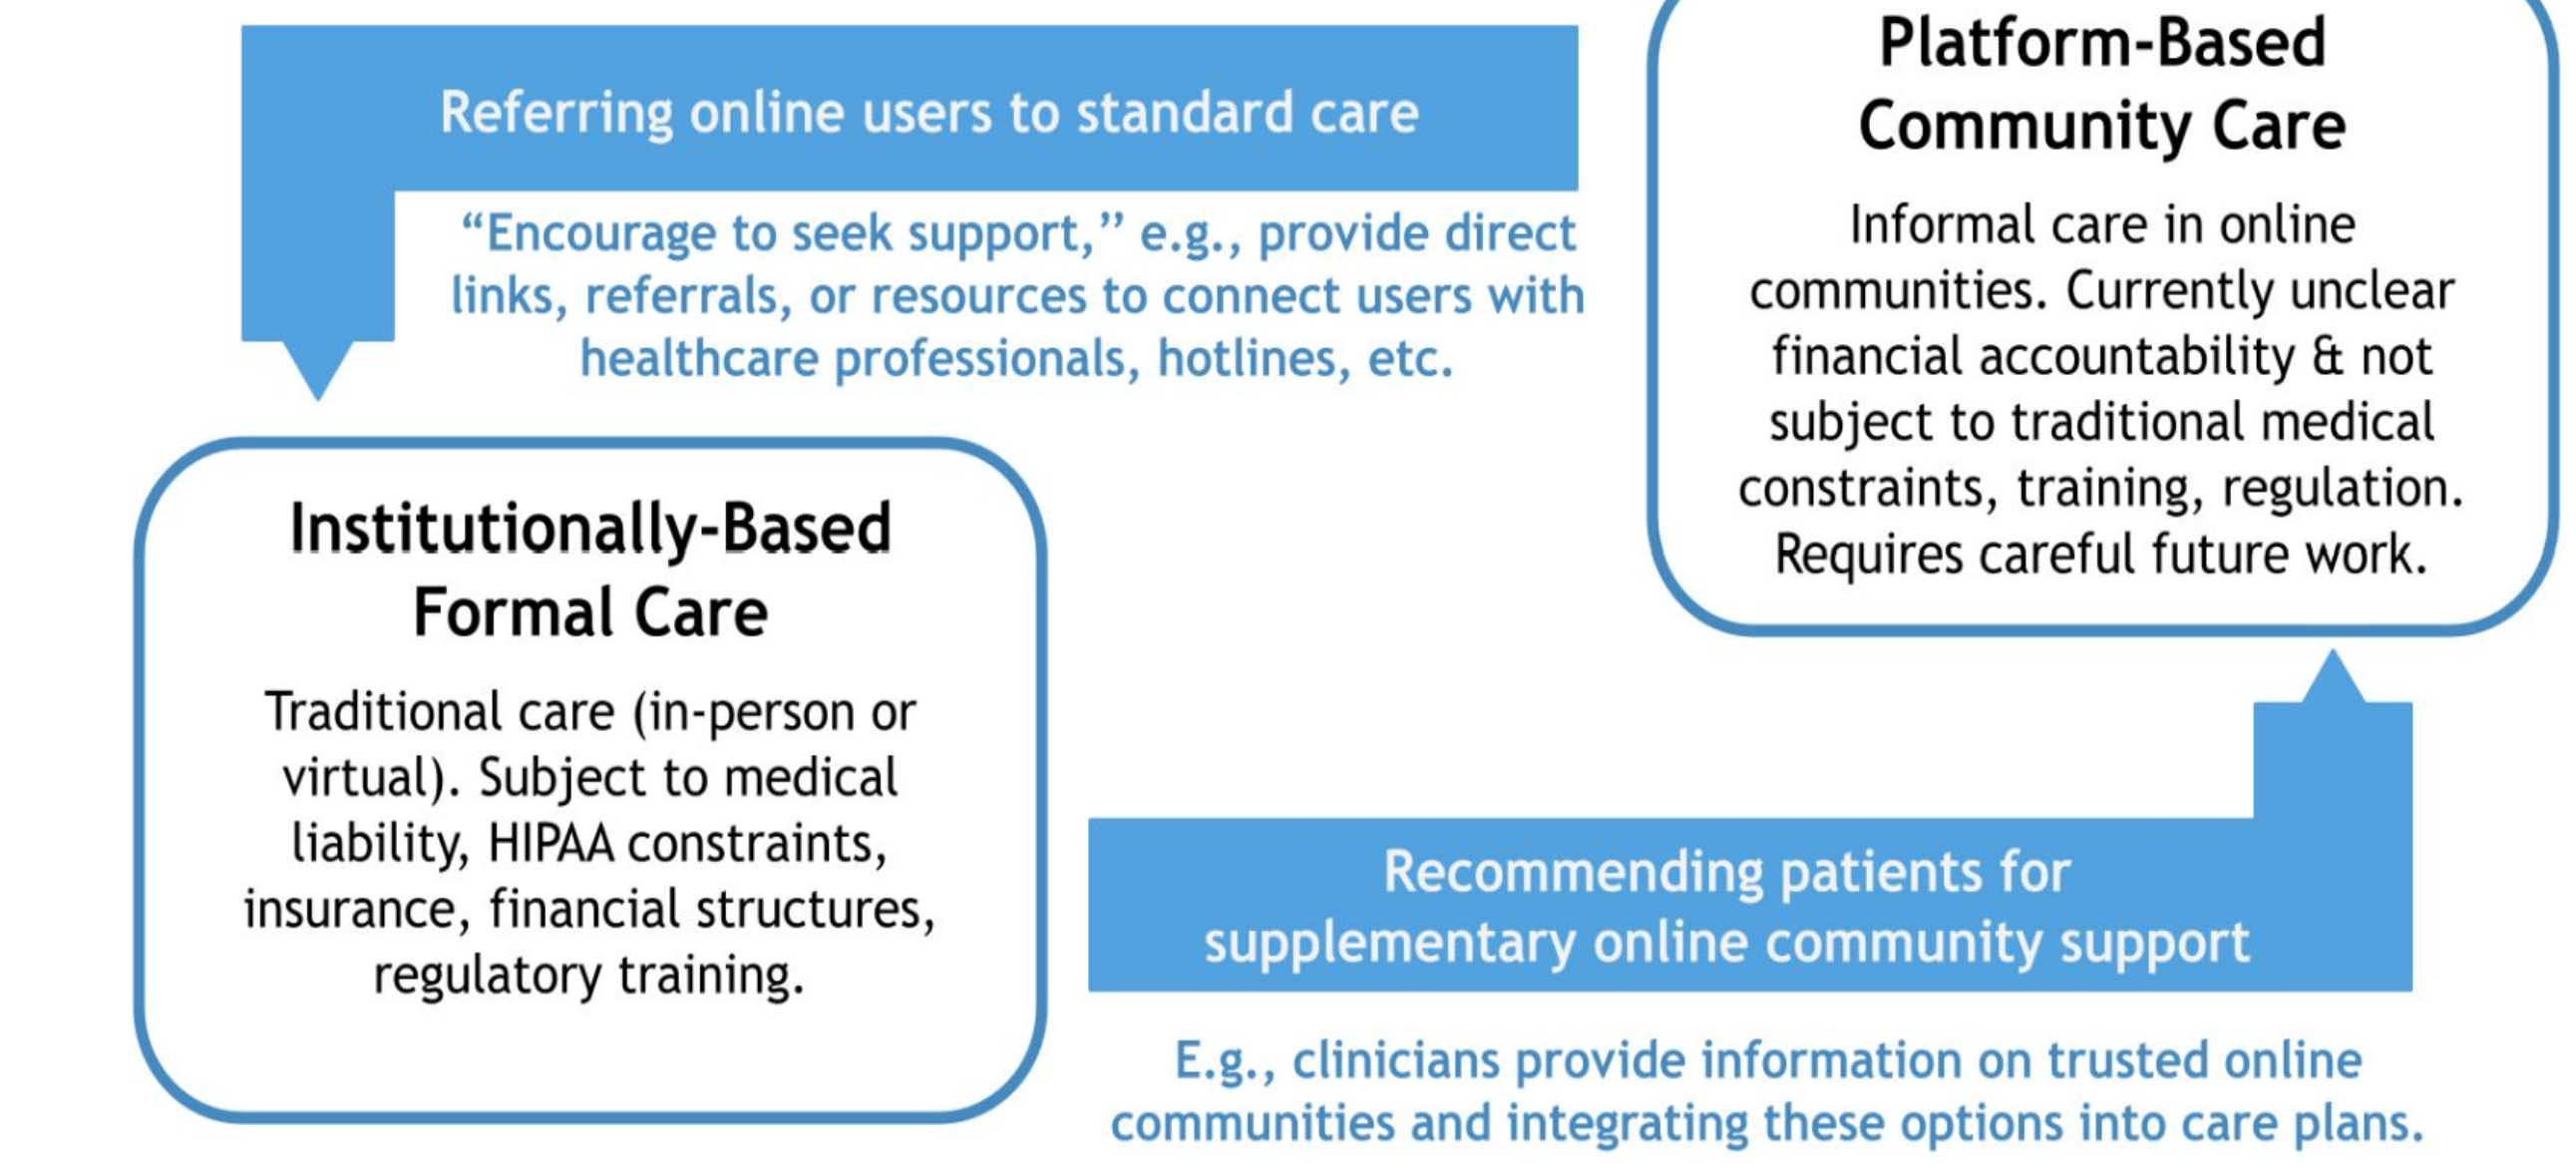 Referring online users to standard care
“Encourage to seek support,” e.g., provide direct
links, referrals, or resources to connect users with
healthcare professionals, hotlines, etc.
Platform-Based
Community Care
Informal care in online
communities. Currently unclear
financial accountability & not
subject to traditional medical
constraints, training, regulation.
Requires careful future work.
Institutionally-Based
Formal Care
Traditional care (in-person or
virtual). Subject to medical
liability, HIPAA constraints,
insurance, financial structures,
regulatory training.
Recommending patients for
supplementary online community support
E.g., clinicians provide information on trusted online
communities and integrating these options into care plans.